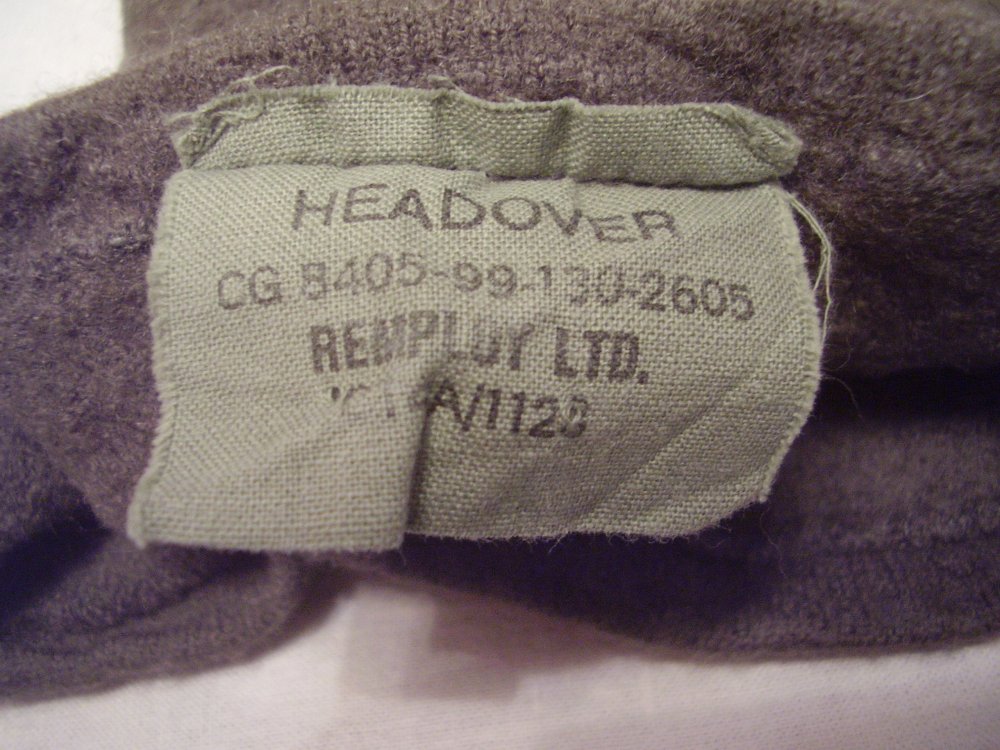 HEADOVER
CG 8405-99-130-2605
REMPLOY LTD.